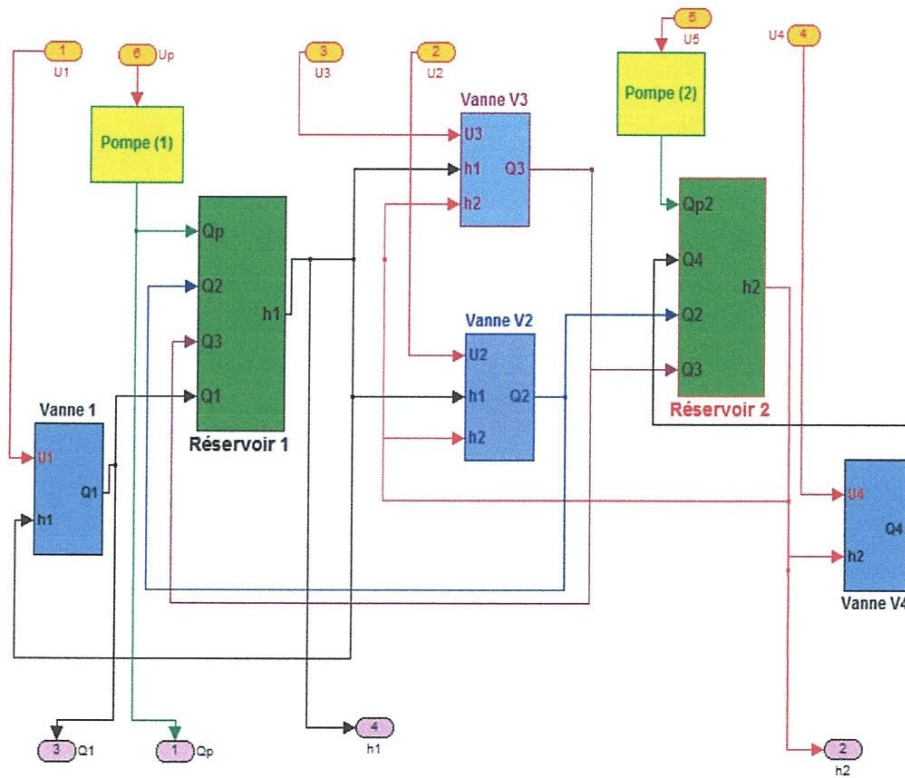 1
U1
6
Up
3
U3
2
U2
5
U5
4
U4
Pompe (1)
Pompe (2)
Vanne V3
U3
h1
h2
Q3
Réservoir 1
Qp
Q2
Q3
Q1
h1
Vanne V2
U2
h1
h2
Q2
Qp2
Q4
Q2
Q3
h2
Réservoir 2
Vanne 1
U1
h1
Q1
U4
h2
Q4
Vanne V4
3
Q1
1
Qp
4
h1
2
h2